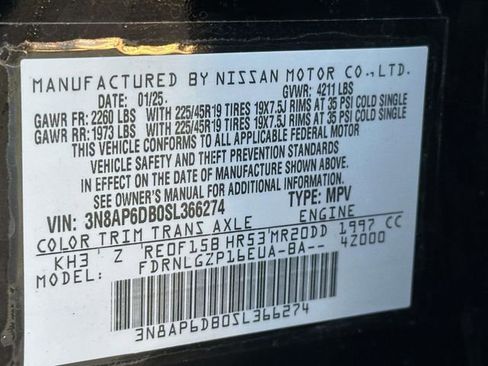 MANUFACTURED BY NISSAN MOTOR CO.,LTD.
DATE: 01/25. GVWR: 4211 LBS
GAWR FR: 2260 LBS WITH 225/45R19 TIRES 19X7.5J RIMS AT 35 PSI COLD SINGLE
GAWR RR: 1973 LBS WITH 225/45R19 TIRES 19X7.5J RIMS AT 35 PSI COLD SINGLE
THIS VEHICLE CONFORMS TO ALL APPLICABLE FEDERAL MOTOR
VEHICLE SAFETY AND THEFT PREVENTION STANDARDS
IN EFFECT ON THE DATE OF MANUFACTURE SHOWN ABOVE.
SEE OWNER'S MANUAL FOR ADDITIONAL INFORMATION.
VIN: 3N8AP6DB0SL366274 TYPE: MPV
COLOR TRIM TRANS AXLE ENGINE
KH3 Z RE0F15B HR53 MR20DD 1997 CC
MODEL: FDRNLGZP16EUA-BA-- 4Z000
3N8AP6DB0SL366274